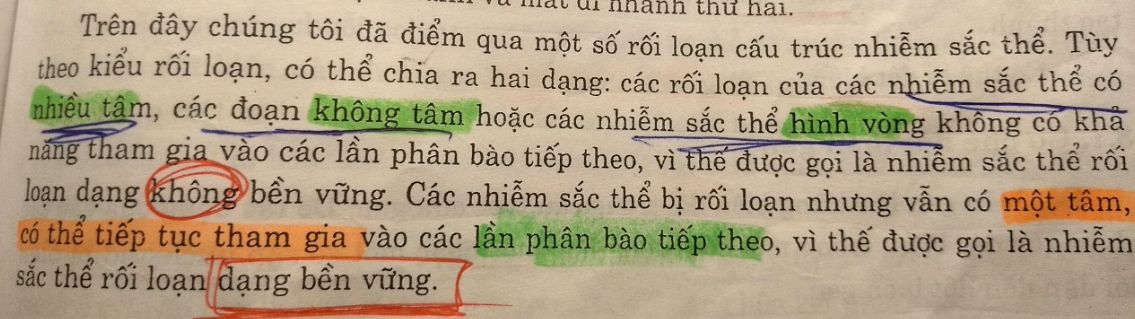 thứ hai.
Trên đây chúng tôi đã điểm qua một số rối loạn cấu trúc nhiễm sắc thể. Tùy
theo kiểu rối loạn, có thể chia ra hai dạng: các rối loạn của các nhiễm sắc thể có
nhiều tâm, các đoạn không tâm hoặc các nhiễm sắc thể hình vòng không có khả
năng tham gia vào các lần phân bào tiếp theo, vì thế được gọi là nhiễm sắc thể rối
loạn dạng không bền vững. Các nhiễm sắc thể bị rối loạn nhưng vẫn có một tâm,
có thể tiếp tục tham gia vào các lần phân bào tiếp theo, vì thế được gọi là nhiễm
sắc thể rối loạn dạng bền vững.